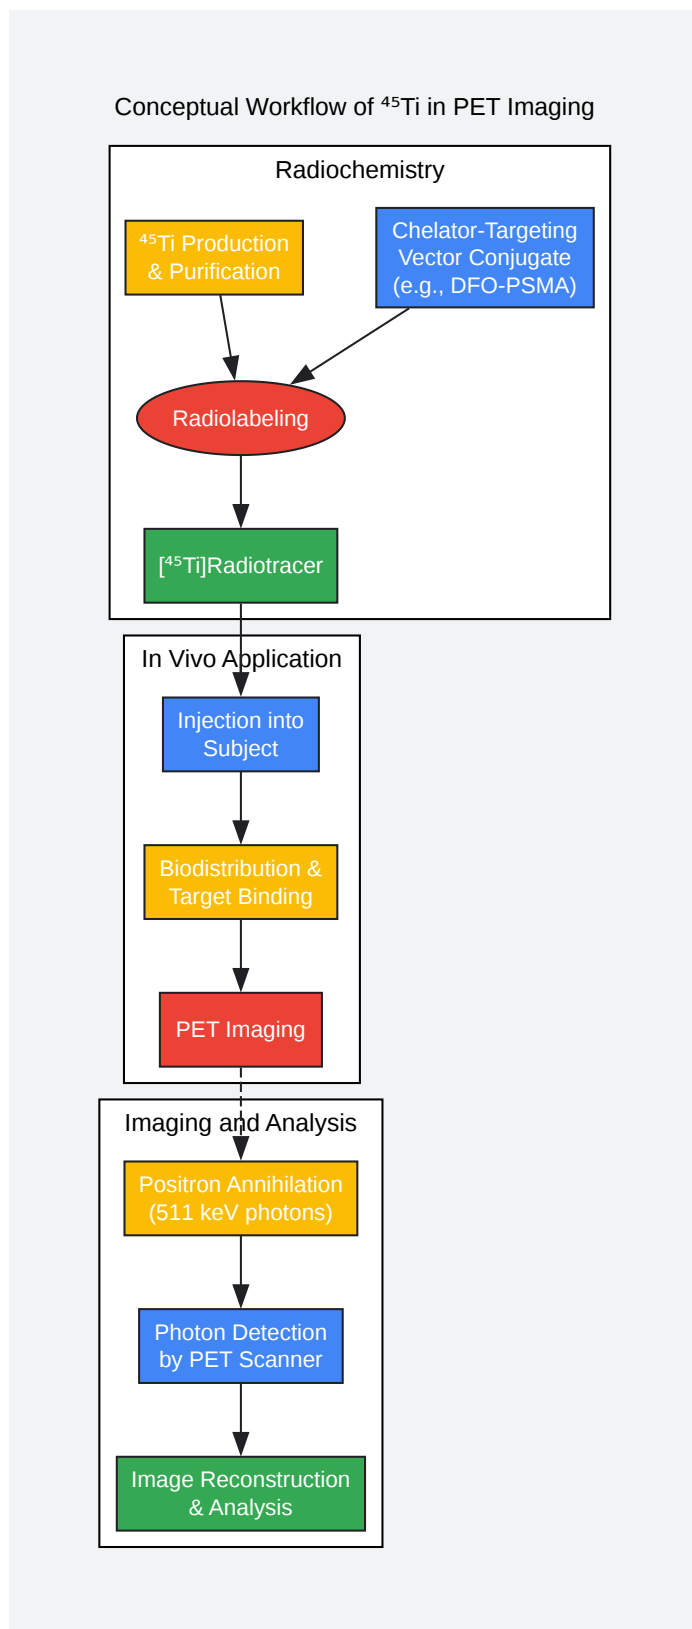 Conceptual Workflow of ⁴⁵Ti in PET Imaging
Radiochemistry
⁴⁵Ti Production
& Purification
Chelator-Targeting
Vector Conjugate
(e.g., DFO-PSMA)
Radiolabeling
[⁴⁵Ti]Radiotracer
In Vivo Application
Injection into
Subject
Biodistribution &
Target Binding
PET Imaging
Imaging and Analysis
Positron Annihilation
(511 keV photons)
Photon Detection
by PET Scanner
Image Reconstruction
& Analysis